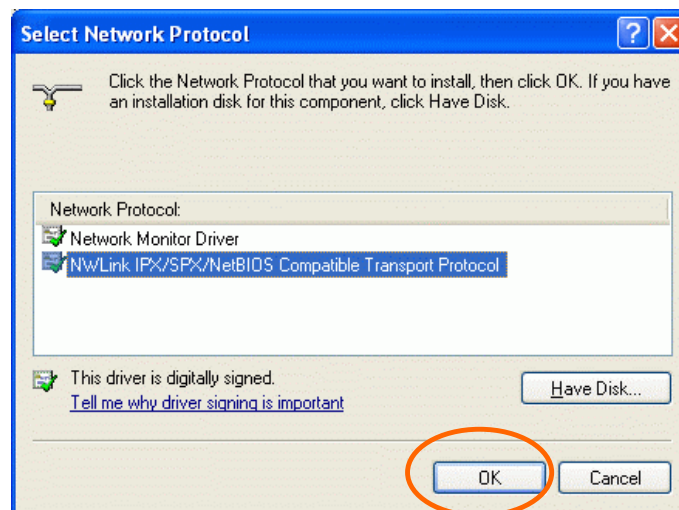 Select Network Protocol
Click the Network Protocol that you want to install, then click OK. If you have
an installation disk for this component, click Have Disk.
Network Protocol:
Network Monitor Driver
NWLink IPX/SPX/NetBIOS Compatible Transport Protocol
This driver is digitally signed.
Tell me why driver signing is important
Have Disk...
OK
Cancel